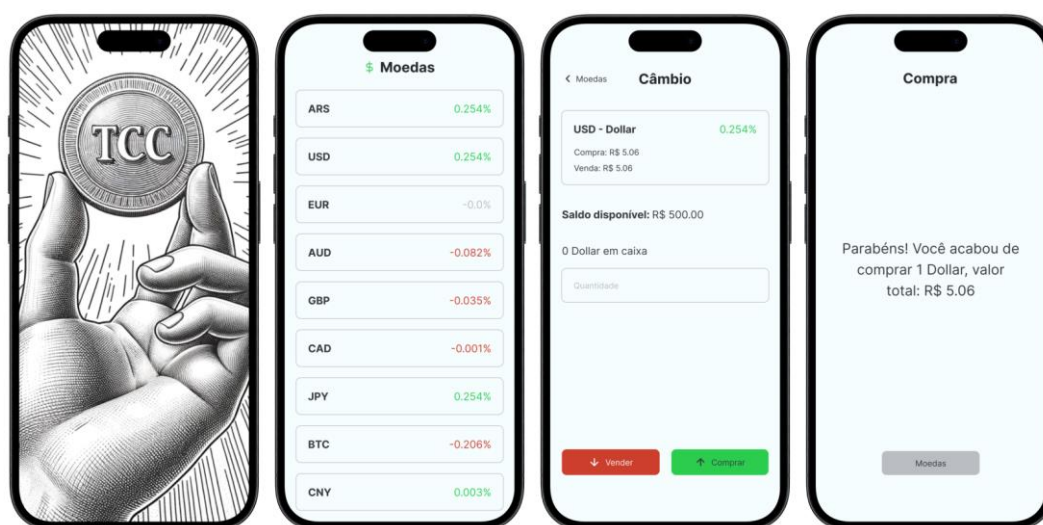 TCC
$ Moedas
ARS 0.254%
USD 0.254%
EUR -0.0%
AUD -0.082%
GBP -0.035%
CAD -0.001%
JPY 0.254%
BTC -0.206%
CNY 0.003%
< Moedas Câmbio
USD - Dollar 0.254%
Compra: R$ 5.06
Venda: R$ 5.06
Saldo disponível: R$ 500.00
0 Dollar em caixa
Quantidade
↓ Vender ↑ Comprar
Compra
Parabéns! Você acabou de
comprar 1 Dollar, valor
total: R$ 5.06
Moedas